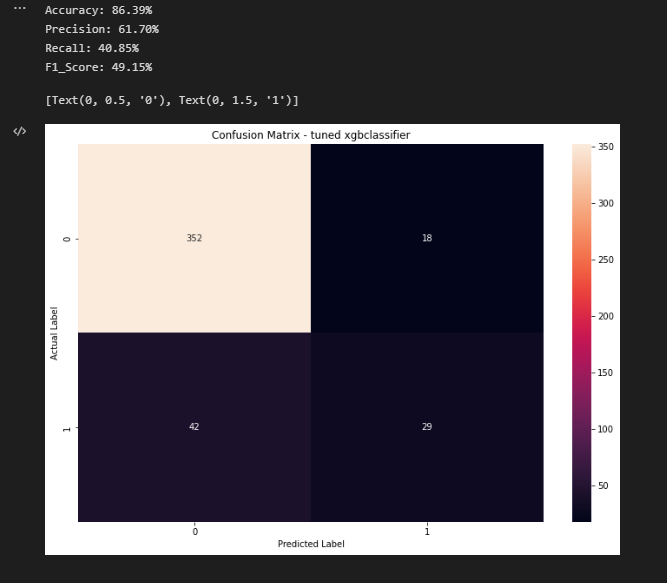 ...
Accuracy: 86.39%
Precision: 61.70%
Recall: 40.85%
F1_Score: 49.15%
[Text(0, 0.5, '0'), Text(0, 1.5, '1')]
</>
Confusion Matrix - tuned xgbclassifier
350
300
250
200
150
100
50
Actual Label
0
352
18
1
42
29
0
1
Predicted Label